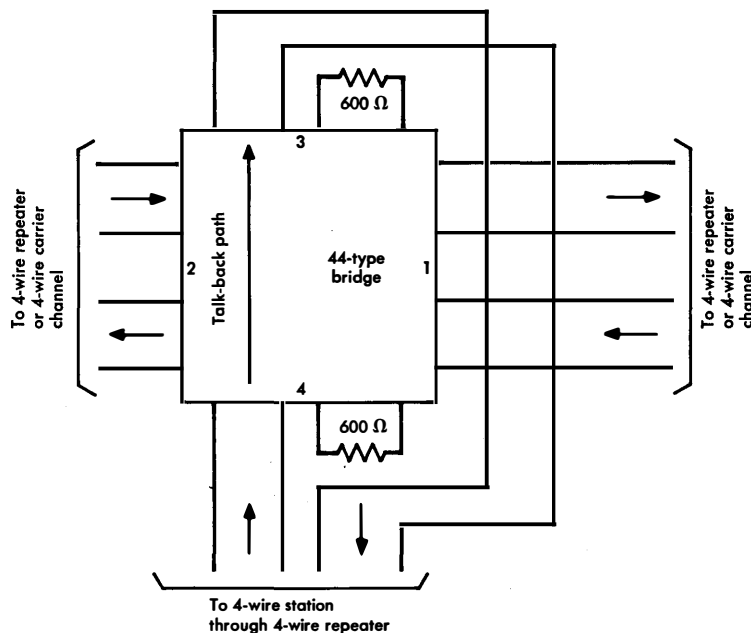 600 Ω
3
To 4-wire repeater
or 4-wire carrier
channel
2
Talk-back path
44-type
bridge
1
To 4-wire repeater
or 4-wire carrier
channel
4
600 Ω
To 4-wire station
through 4-wire repeater